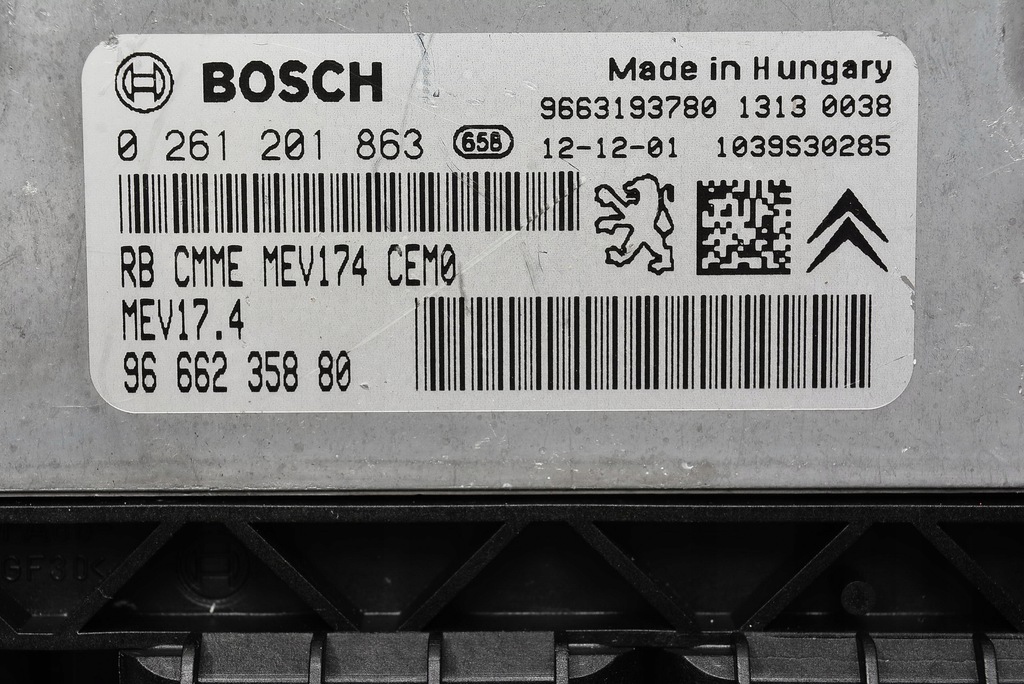 BOSCH
Made in Hungary
9663193780 1313 0038
0 261 201 863 658
12-12-01 1039S30285
RB CMME MEV174 CEM0
MEV17.4
96 662 358 80
GF30<